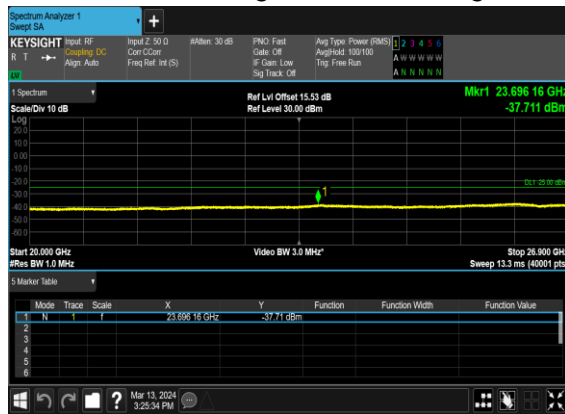 Spectrum Analyzer 1
Swept SA
+
KEYSIGHT Input: RF Input Z: 50 Ω #Atten: 30 dB PNO: Fast Avg Type: Power (RMS) 1 2 3 4 5 6
R T Coupling: DC Corr CCorr Gate: Off Avg|Hold: 100/100 A W W W W W
Align: Auto Freq Ref: Int (S) IF Gain: Low Trig: Free Run
LW Sig Track: Off A N N N N N
1 Spectrum Ref Lvl Offset 15.53 dB Mkr1 23.696 16 GHz
Scale/Div 10 dB Ref Level 30.00 dBm -37.711 dBm
Log
20.0
10.0
0.00
-10.0
-20.0
DL1 -25.00 dBm
-30.0
1
-40.0
-50.0
-60.0
Start 20.000 GHz Video BW 3.0 MHz* Stop 26.900 GHz
#Res BW 1.0 MHz Sweep 13.3 ms (40001 pts)
5 Marker Table
Mode Trace Scale X Y Function Function Width Function Value
1 N 1 f 23.696 16 GHz -37.71 dBm
2
3
4
5
6
? Mar 13, 2024
3:25:34 PM